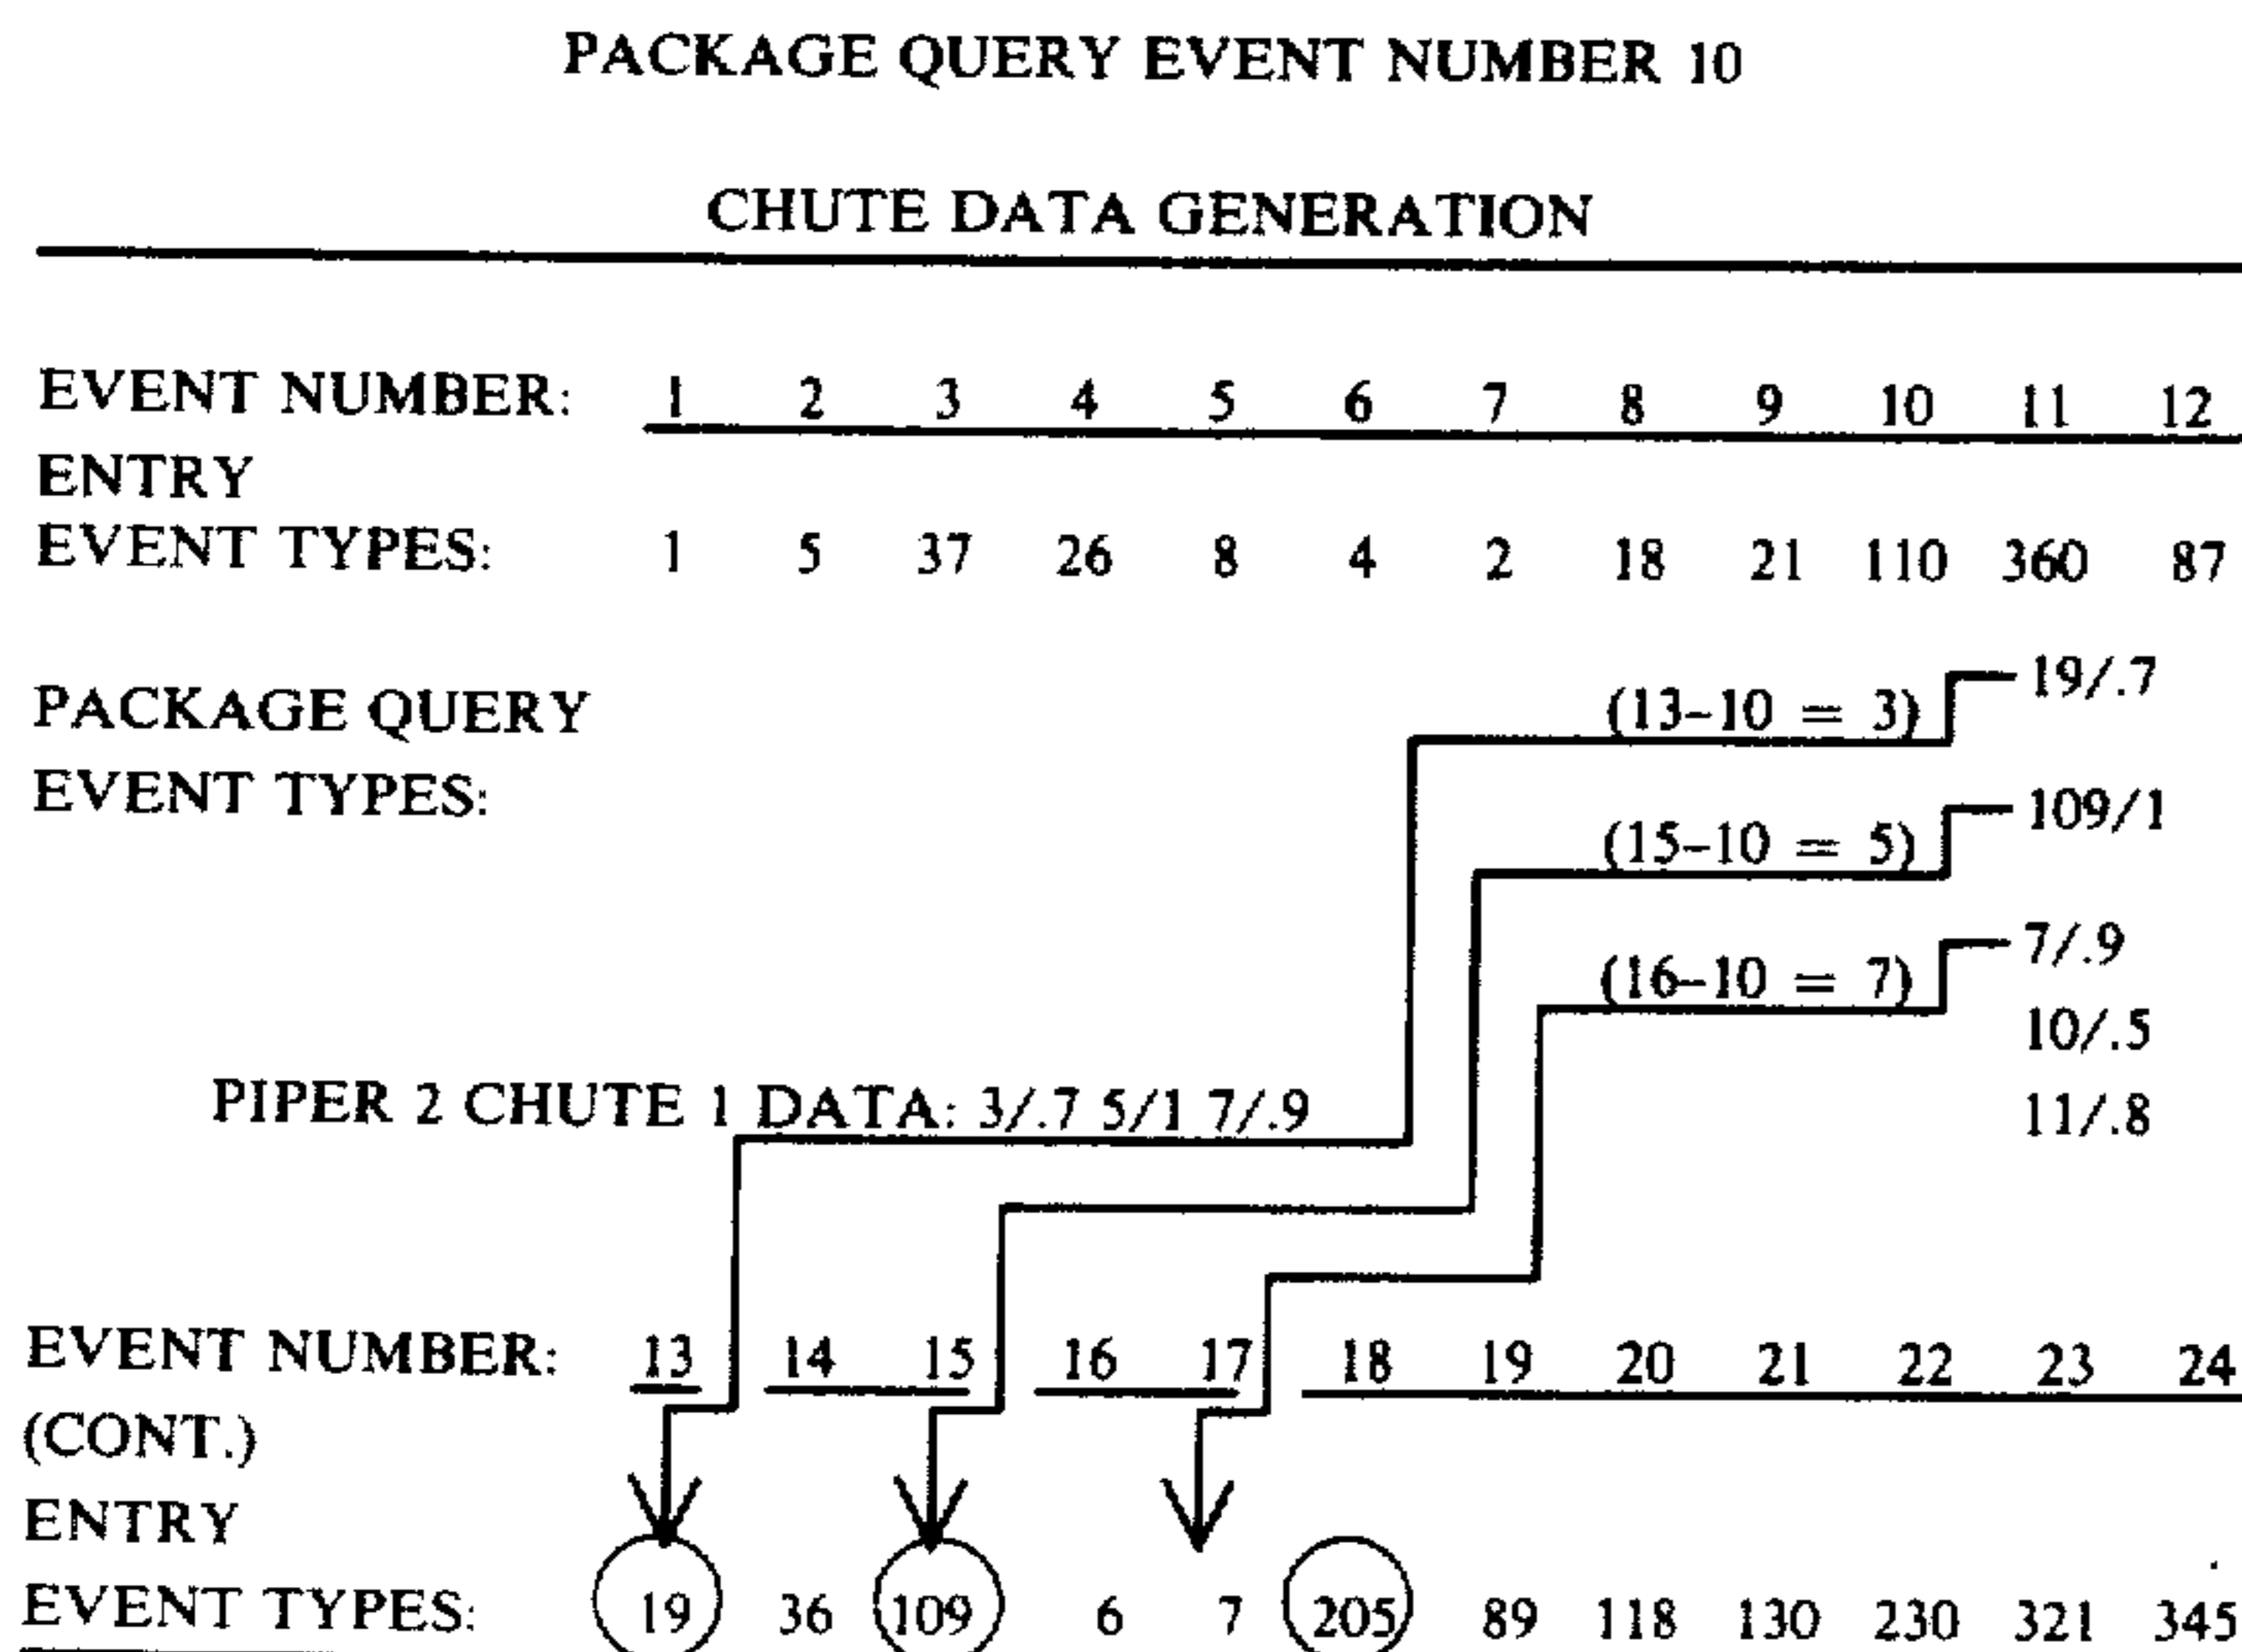 PACKAGE QUERY EVENT NUMBER 10
CHUTE DATA GENERATION
EVENT NUMBER: 1 2 3 4 5 6 7 8 9 10 11 12
ENTRY
EVENT TYPES: 1 5 37 26 8 4 2 18 21 110 360 87
19/.7
PACKAGE QUERY (13-10 = 3)
EVENT TYPES: 109/1
(15-10 = 5)
7/.9
(16-10 = 7)
10/.5
PIPER 2 CHUTE 1 DATA: 3/.7 5/1 7/.9 11/.8
EVENT NUMBER: 13 14 15 16 17 18 19 20 21 22 23 24
(CONT.)
ENTRY
EVENT TYPES: 19 36 109 6 7 205 89 118 130 230 321 345